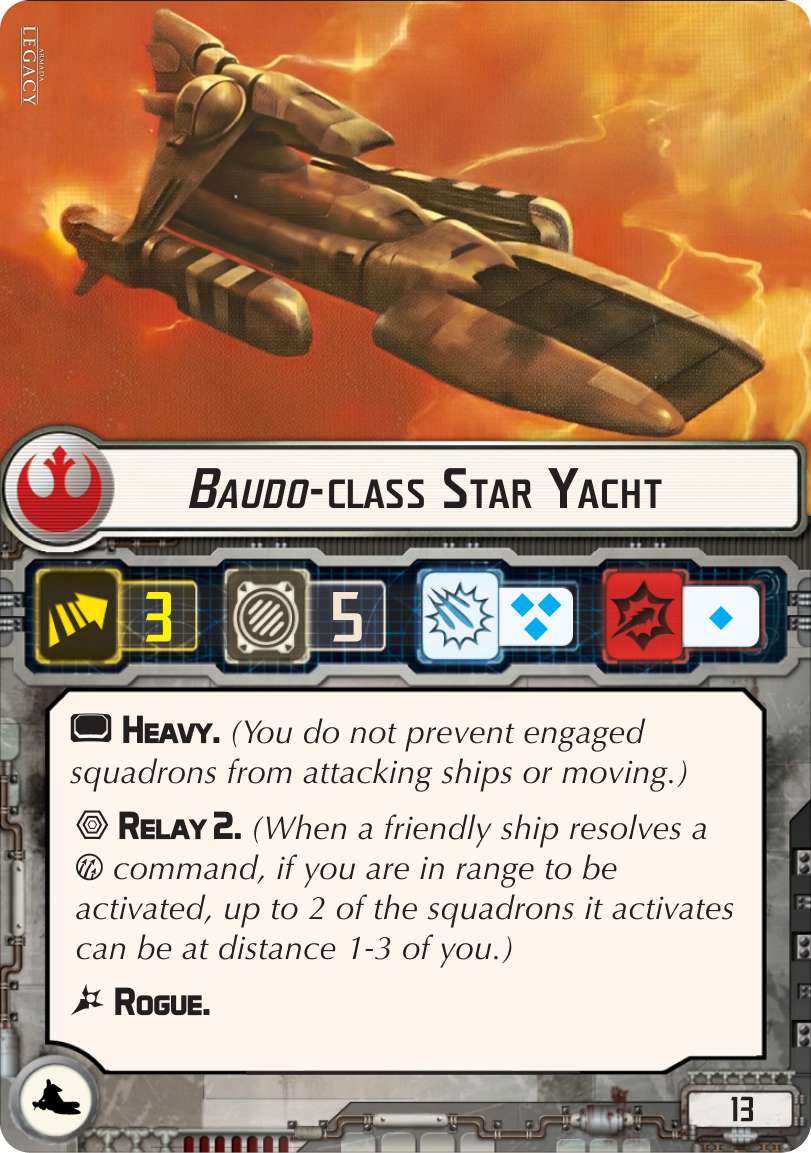 ARMADA
LEGACY
BAUDO-CLASS STAR YACHT
3
5
HEAVY. (You do not prevent engaged
squadrons from attacking ships or moving.)
RELAY 2. (When a friendly ship resolves a
command, if you are in range to be
activated, up to 2 of the squadrons it activates
can be at distance 1-3 of you.)
ROGUE.
13